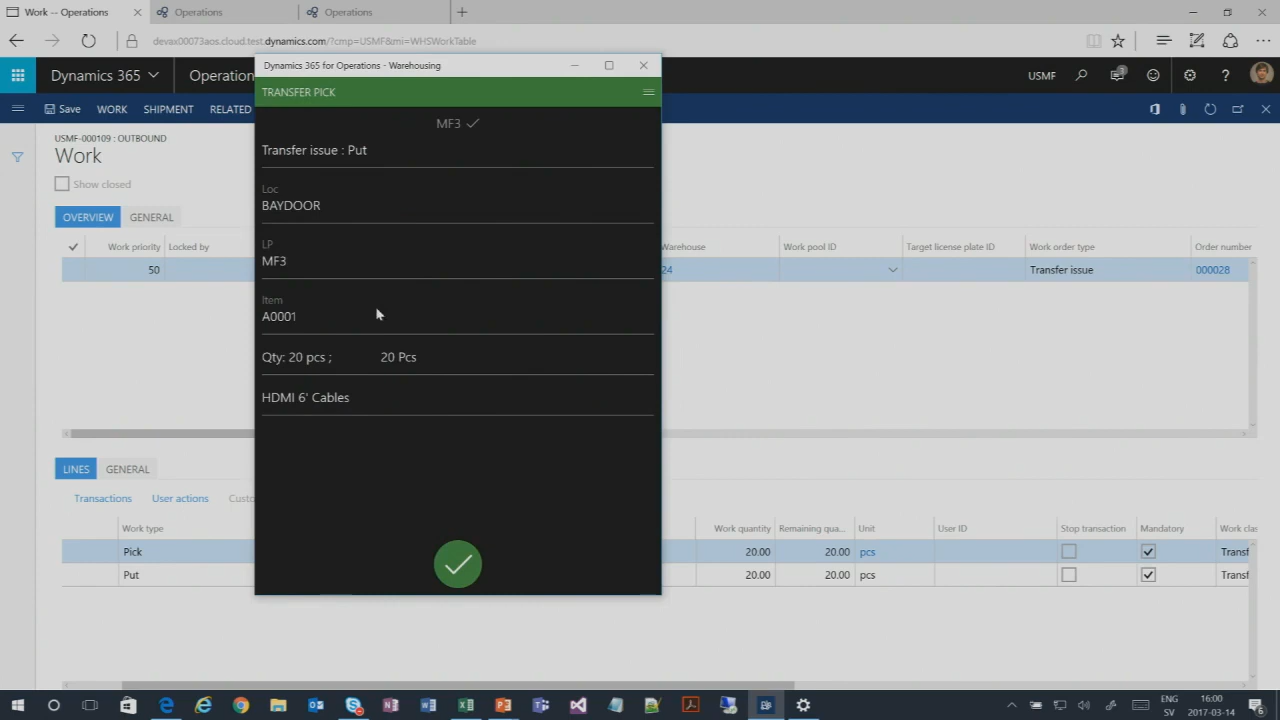 Work -- Operations
Operations
Operations
devax00073aos.cloud.test.dynamics.com/?cmp=USMF&mi=WHSWorkTable
Dynamics 365
Operation
USMF
3
?
Save
WORK
SHIPMENT
RELATED
USMF-000109 : OUTBOUND
Work
Show closed
OVERVIEW
GENERAL
Work priority
Locked by
Warehouse
Work pool ID
Target license plate ID
Work order type
Order number
50
24
Transfer issue
000028
Dynamics 365 for Operations - Warehousing
TRANSFER PICK
MF3
Transfer issue : Put
Loc
BAYDOOR
LP
MF3
Item
A0001
Qty: 20 pcs ; 20 Pcs
HDMI 6' Cables
LINES
GENERAL
Transactions
User actions
Custo
Work type
Work quantity
Remaining qua...
Unit
User ID
Stop transaction
Mandatory
Work clas
Pick
20.00
20.00
pcs
Transf
Put
20.00
20.00
pcs
Transf
ENG
SV
16:00
2017-03-14
6